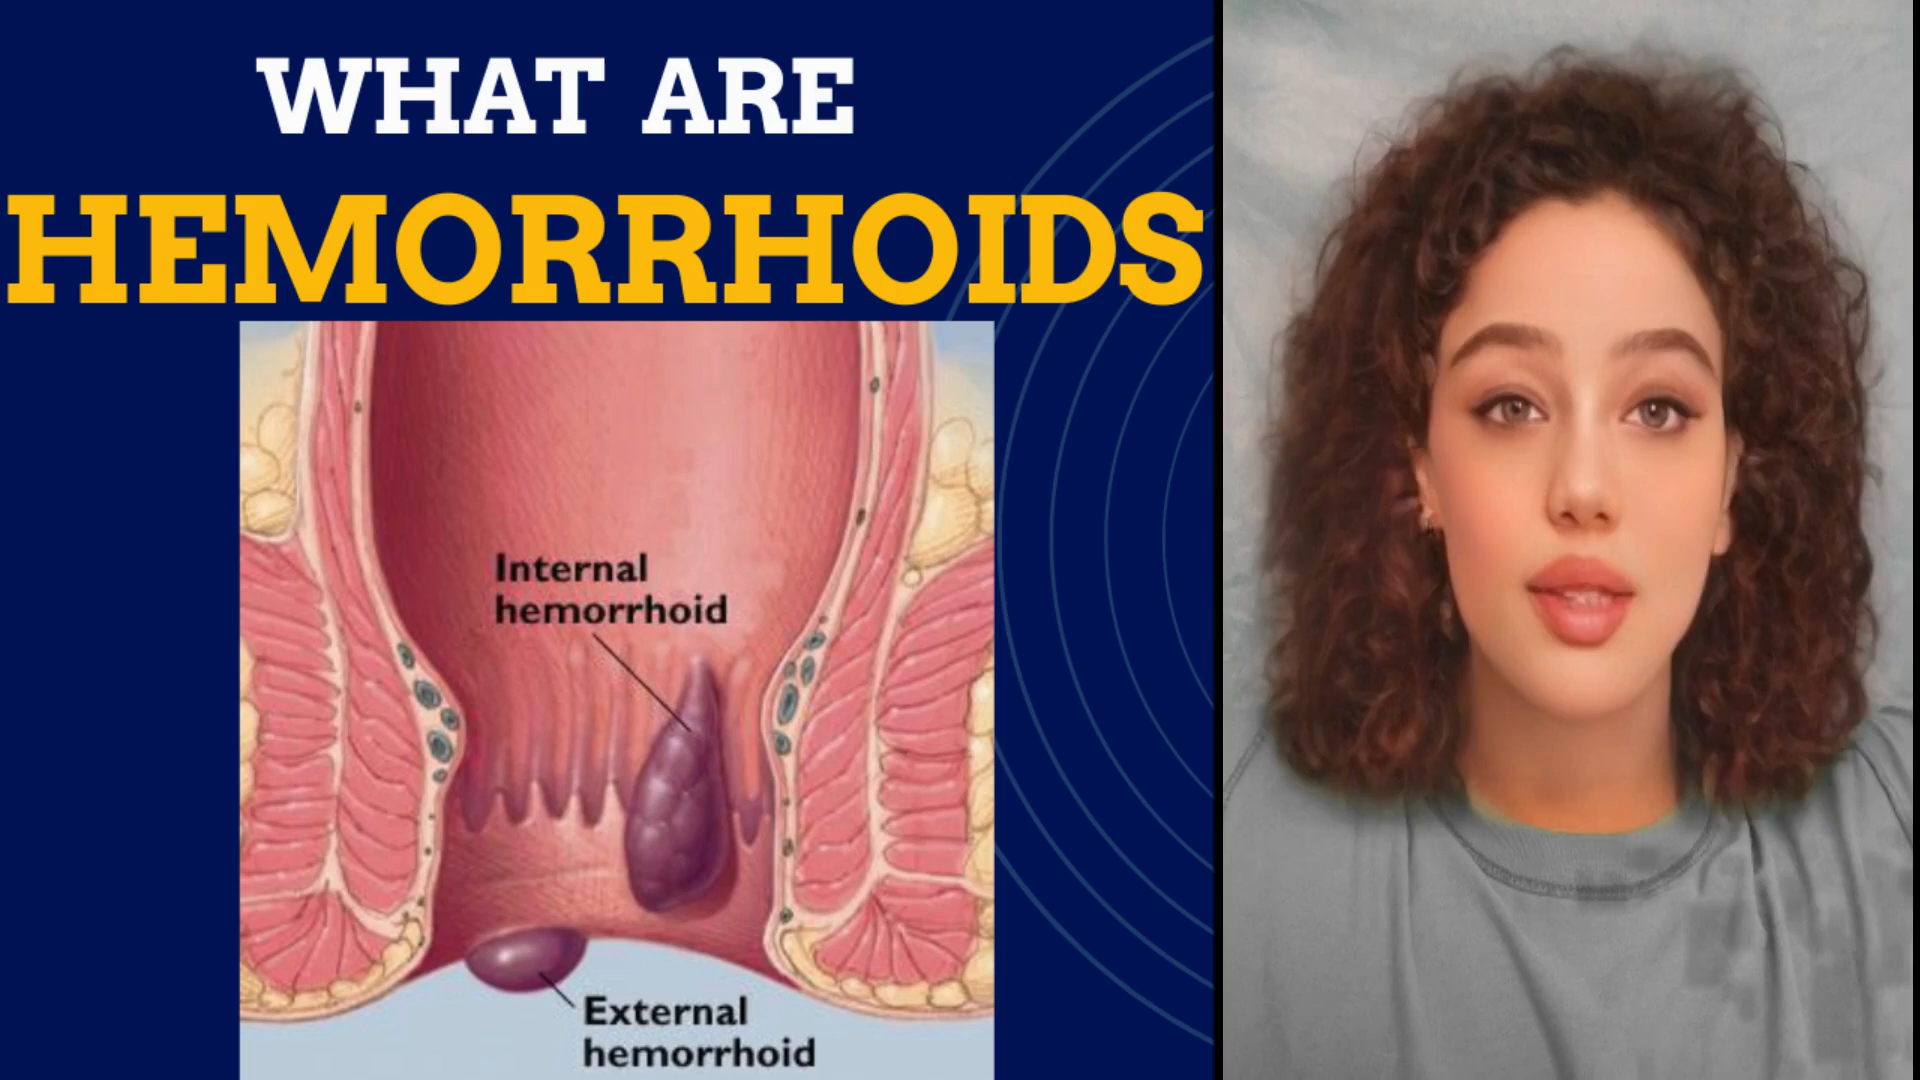 WHAT ARE
HEMORRHOIDS
Internal
hemorrhoid
External
hemorrhoid